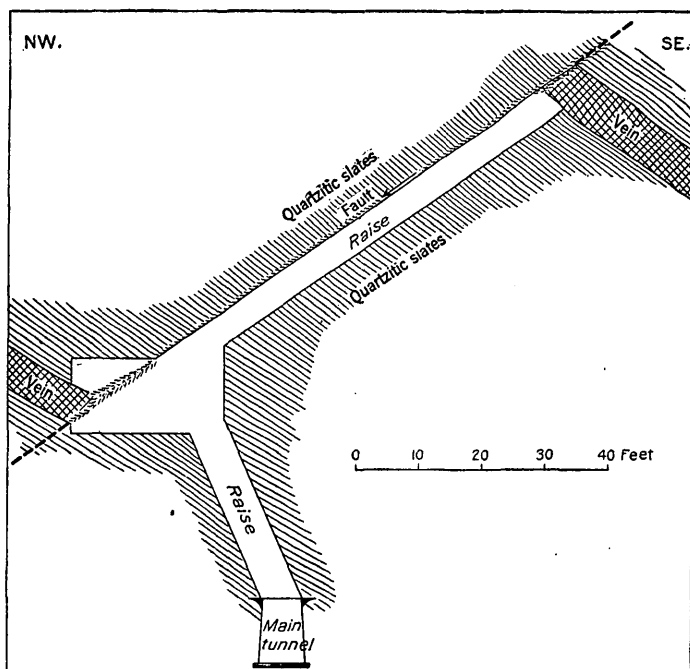 NW.
SE.
Vein
Quartzitic slates
Fault
Raise
Quartzitic slates
Vein
0 10 20 30 40 Feet
Raise
Main
tunnel